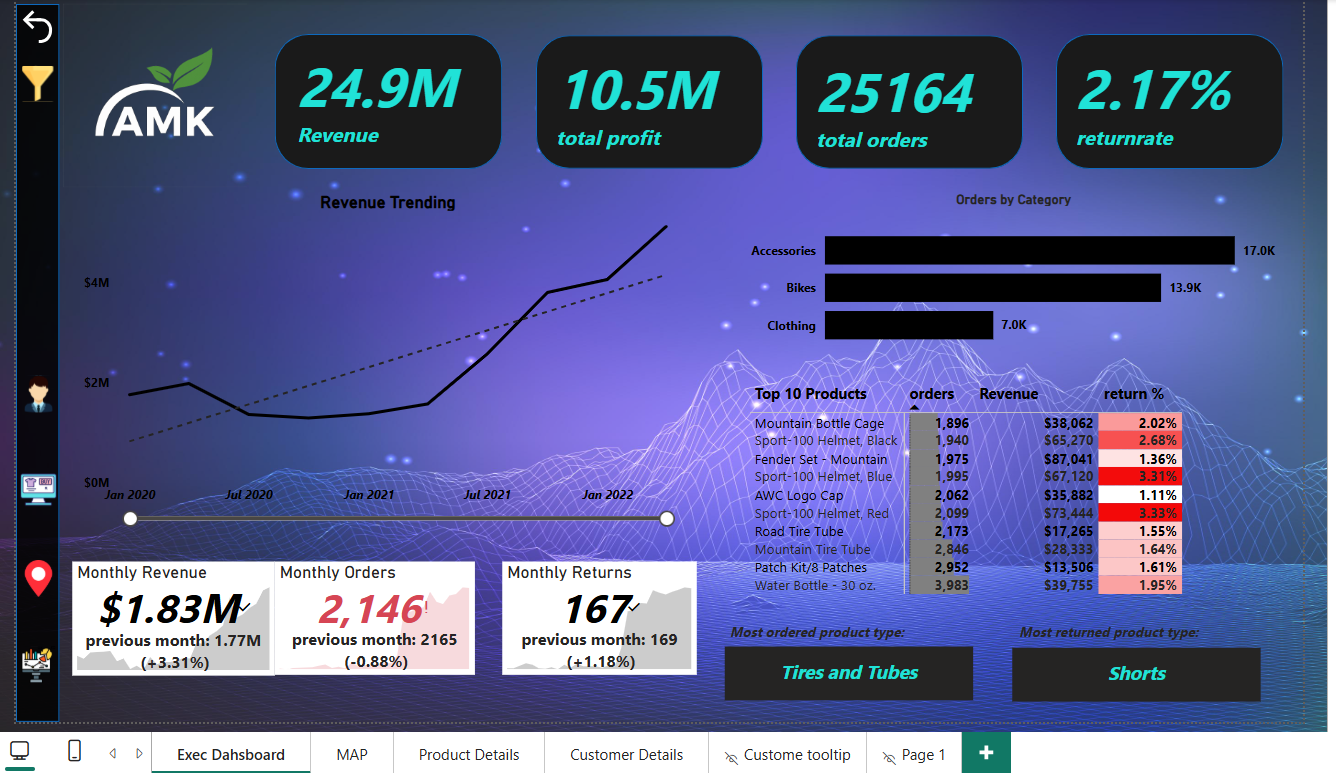 AMK
24.9M
Revenue
10.5M
total profit
25164
total orders
2.17%
returnrate
Revenue Trending
$4M
$2M
$0M
Jan 2020 Jul 2020 Jan 2021 Jul 2021 Jan 2022
Orders by Category
Accessories 17.0K
Bikes 13.9K
Clothing 7.0K
Top 10 Products orders Revenue return %
Mountain Bottle Cage 1,896 $38,062 2.02%
Sport-100 Helmet, Black 1,940 $65,270 2.68%
Fender Set - Mountain 1,975 $87,041 1.36%
Sport-100 Helmet, Blue 1,995 $67,120 3.31%
AWC Logo Cap 2,062 $35,882 1.11%
Sport-100 Helmet, Red 2,099 $73,444 3.33%
Road Tire Tube 2,173 $17,265 1.55%
Mountain Tire Tube 2,846 $28,333 1.64%
Patch Kit/8 Patches 2,952 $13,506 1.61%
Water Bottle - 30 oz. 3,983 $39,755 1.95%
Monthly Revenue
$1.83M
previous month: 1.77M
(+3.31%)
Monthly Orders
2,146!
previous month: 2165
(-0.88%)
Monthly Returns
167
previous month: 169
(+1.18%)
Most ordered product type:
Tires and Tubes
Most returned product type:
Shorts
BUY
Exec Dahsboard MAP Product Details Customer Details Custome tooltip Page 1